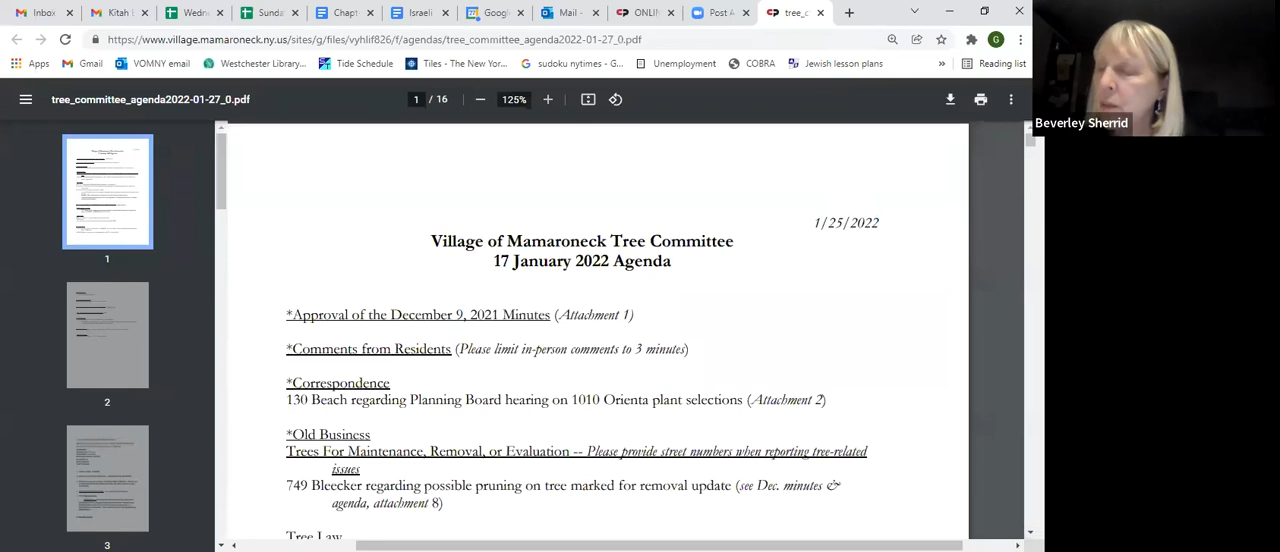 Inbox
Kitah
Wedn
Sunda
Chapt
Israeli
Googl
Mail -
ONLIN
Post A
tree_c
https://www.village.mamaroneck.ny.us/sites/g/files/vyhlif826/f/agendas/tree_committee_agenda2022-01-27_0.pdf
G
Apps
Gmail
VOMNY email
Westchester Library...
Tide Schedule
Tiles - The New Yor...
sudoku nytimes - G...
Unemployment
COBRA
Jewish lesson plans
»
Reading list
tree_committee_agenda2022-01-27_0.pdf
1 / 16
125%
1
2
3
1/25/2022
Village of Mamaroneck Tree Committee
17 January 2022 Agenda
*Approval of the December 9, 2021 Minutes (Attachment 1)
*Comments from Residents (Please limit in-person comments to 3 minutes)
*Correspondence
130 Beach regarding Planning Board hearing on 1010 Orienta plant selections (Attachment 2)
*Old Business
Trees For Maintenance, Removal, or Evaluation -- Please provide street numbers when reporting tree-related
issues
749 Bleecker regarding possible pruning on tree marked for removal update (see Dec. minutes &
agenda, attachment 8)
Tree Law
Beverley Sherrid